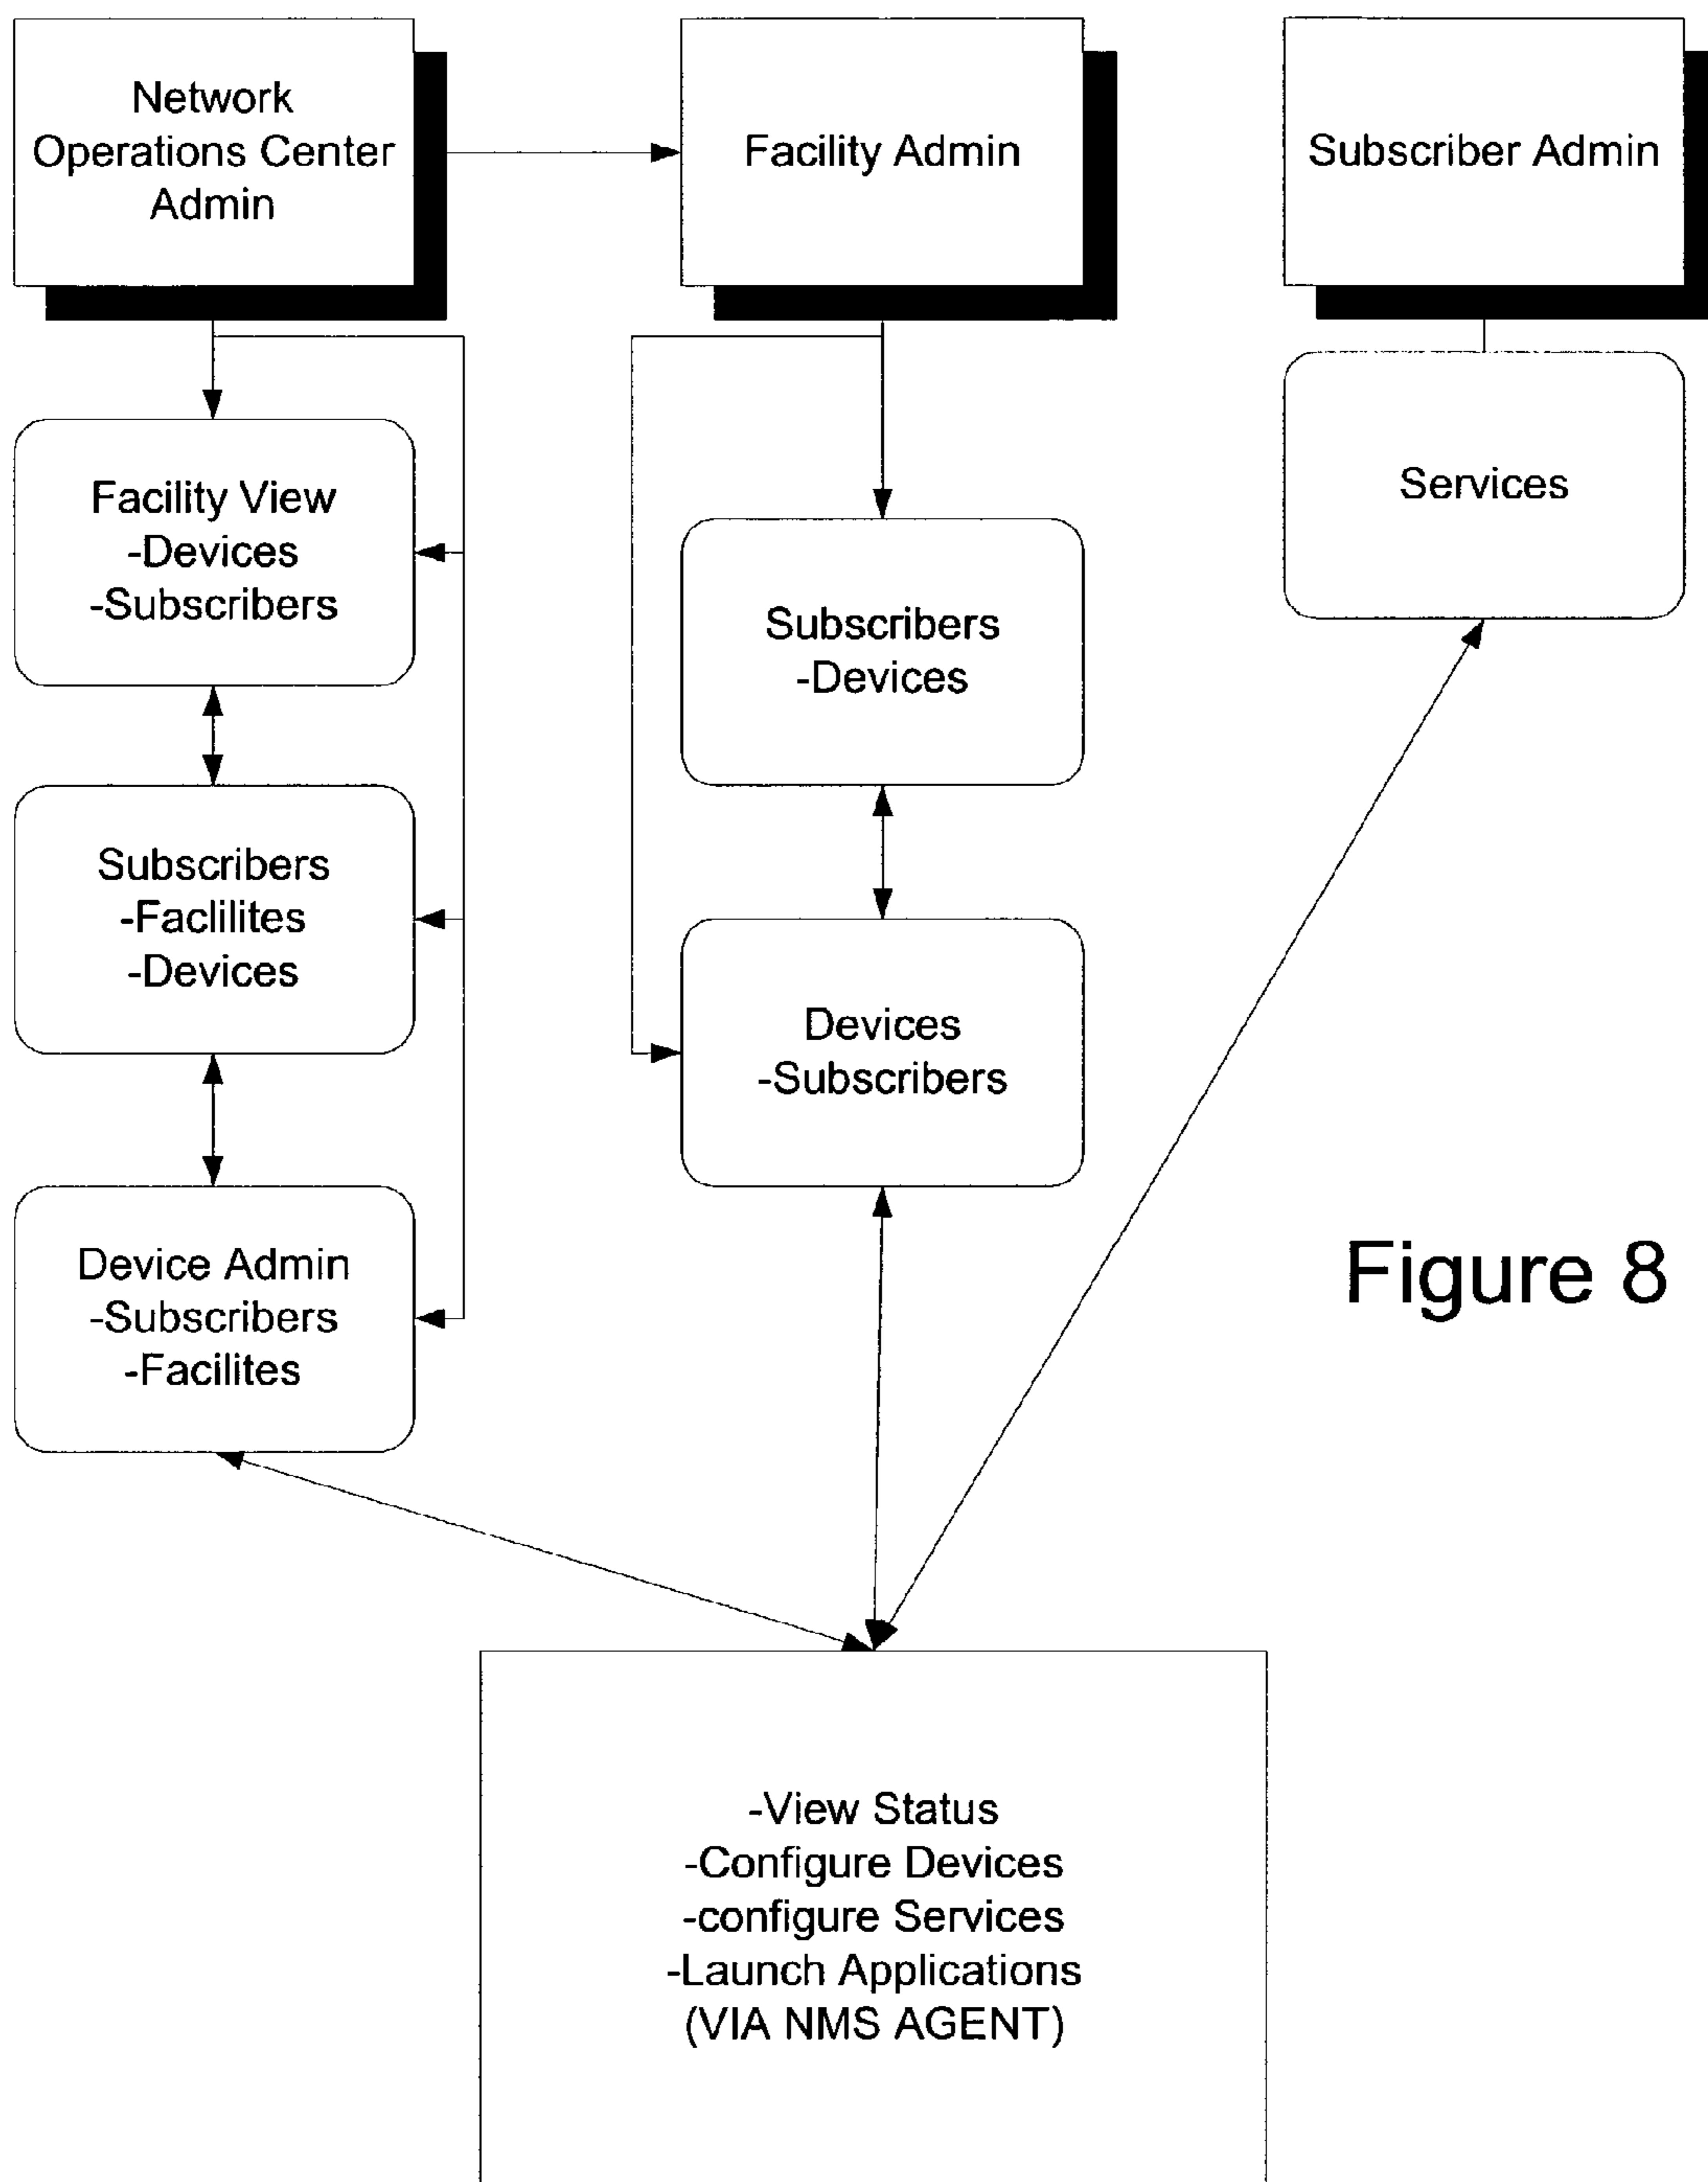 Network
Operations Center
Admin
Facility Admin
Subscriber Admin
Facility View
-Devices
-Subscribers
Services
Subscribers
-Devices
Subscribers
-Faclilites
-Devices
Devices
-Subscribers
Device Admin
-Subscribers
-Facilites
Figure 8
-View Status
-Configure Devices
-configure Services
-Launch Applications
(VIA NMS AGENT)